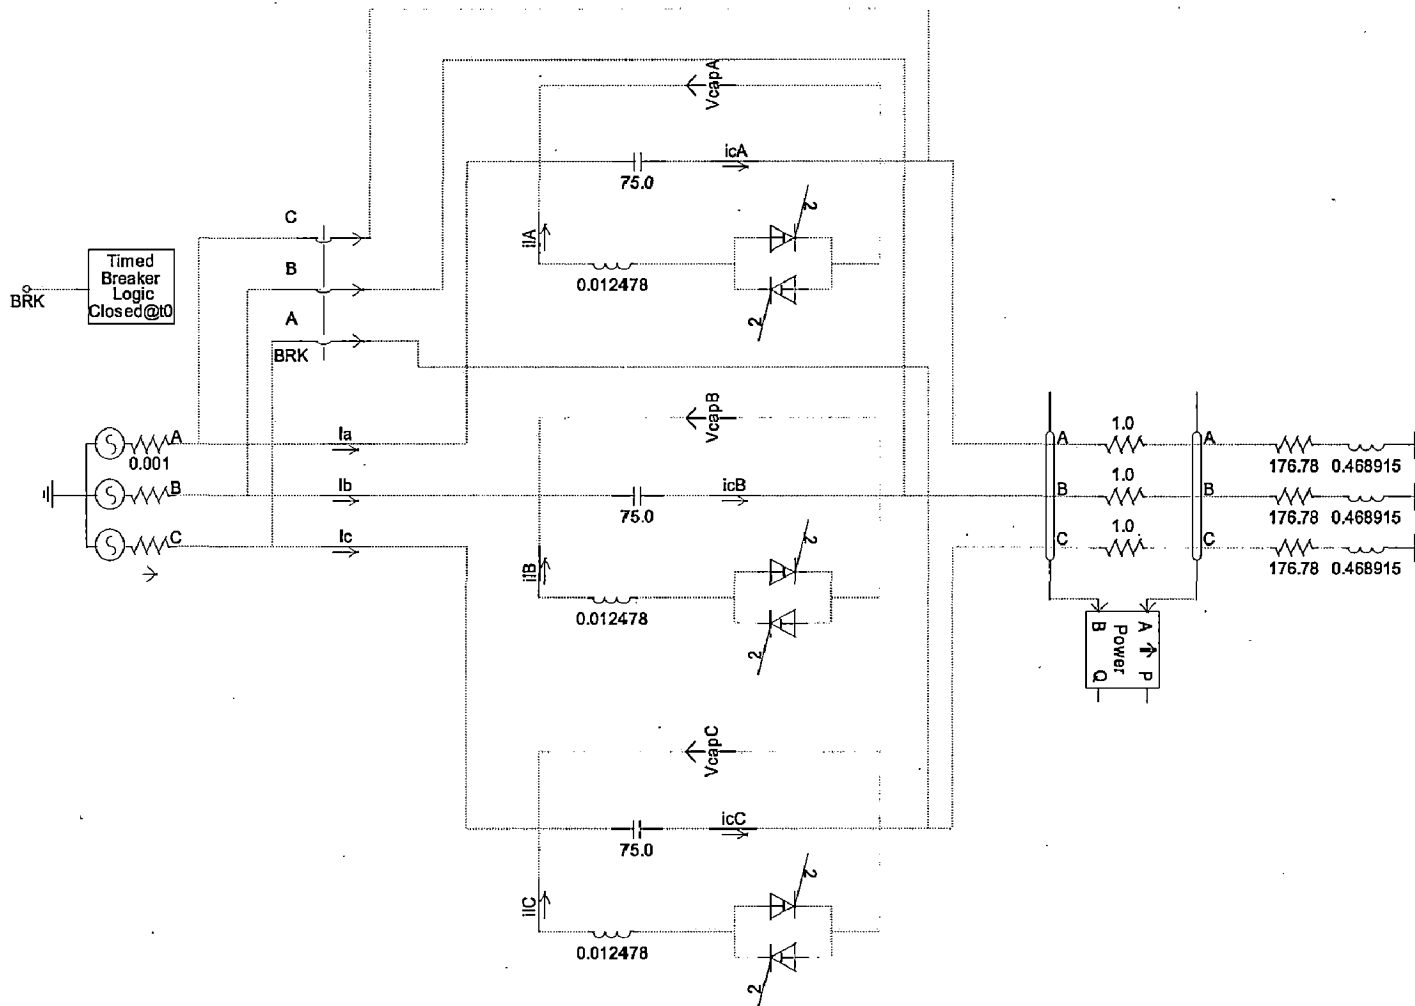 VcapA
icA
75.0
2
C
ilA
Timed
Breaker
Logic
Closed@t0
B
0.012478
BRK
2
A
BRK
VcapB
A
Ia
A
1.0
A
0.001
176.78 0.468915
B
Ib
icB
B
1.0
B
75.0
176.78 0.468915
C
Ic
C
1.0
C
2
176.78 0.468915
ilB
0.012478
2
B A
Power
Q P
VcapC
icC
75.0
2
ilC
0.012478
2